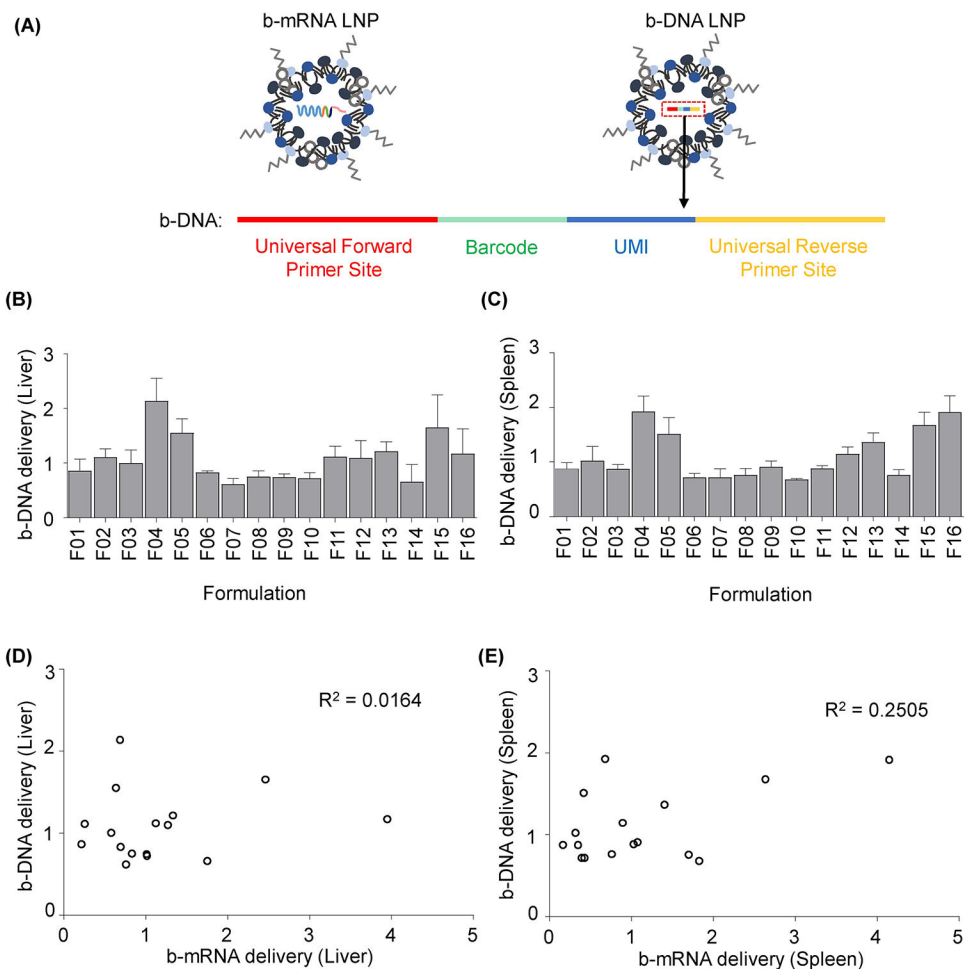 (A)
b-mRNA LNP
b-DNA LNP
b-DNA:
Universal Forward
Primer Site
Barcode
UMI
Universal Reverse
Primer Site
(B)
b-DNA delivery (Liver)
3
2
1
0
F01 F02 F03 F04 F05 F06 F07 F08 F09 F10 F11 F12 F13 F14 F15 F16
Formulation
(C)
b-DNA delivery (Spleen)
3
2
1
0
F01 F02 F03 F04 F05 F06 F07 F08 F09 F10 F11 F12 F13 F14 F15 F16
Formulation
(D)
b-DNA delivery (Liver)
3
2
1
0
R² = 0.0164
0 1 2 3 4 5
b-mRNA delivery (Liver)
(E)
b-DNA delivery (Spleen)
3
2
1
0
R² = 0.2505
0 1 2 3 4 5
b-mRNA delivery (Spleen)